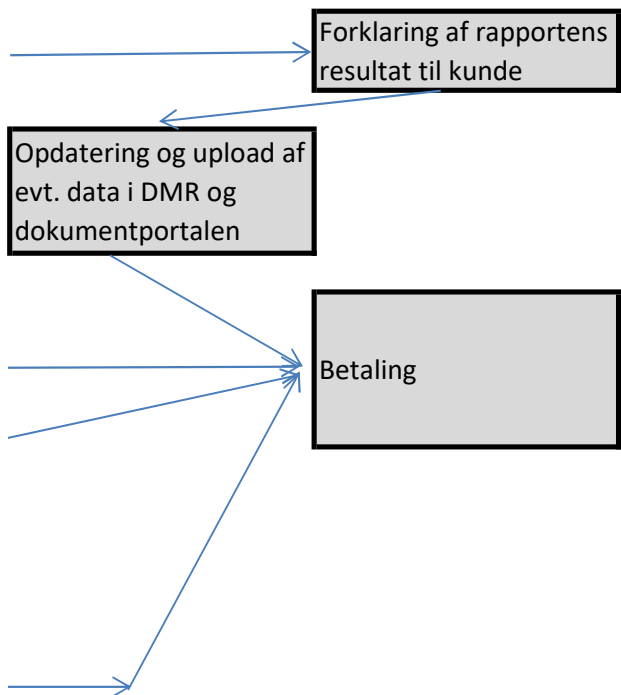 Forklaring af rapportens
resultat til kunde
Opdatering og upload af
evt. data i DMR og
dokumentportalen
Betaling